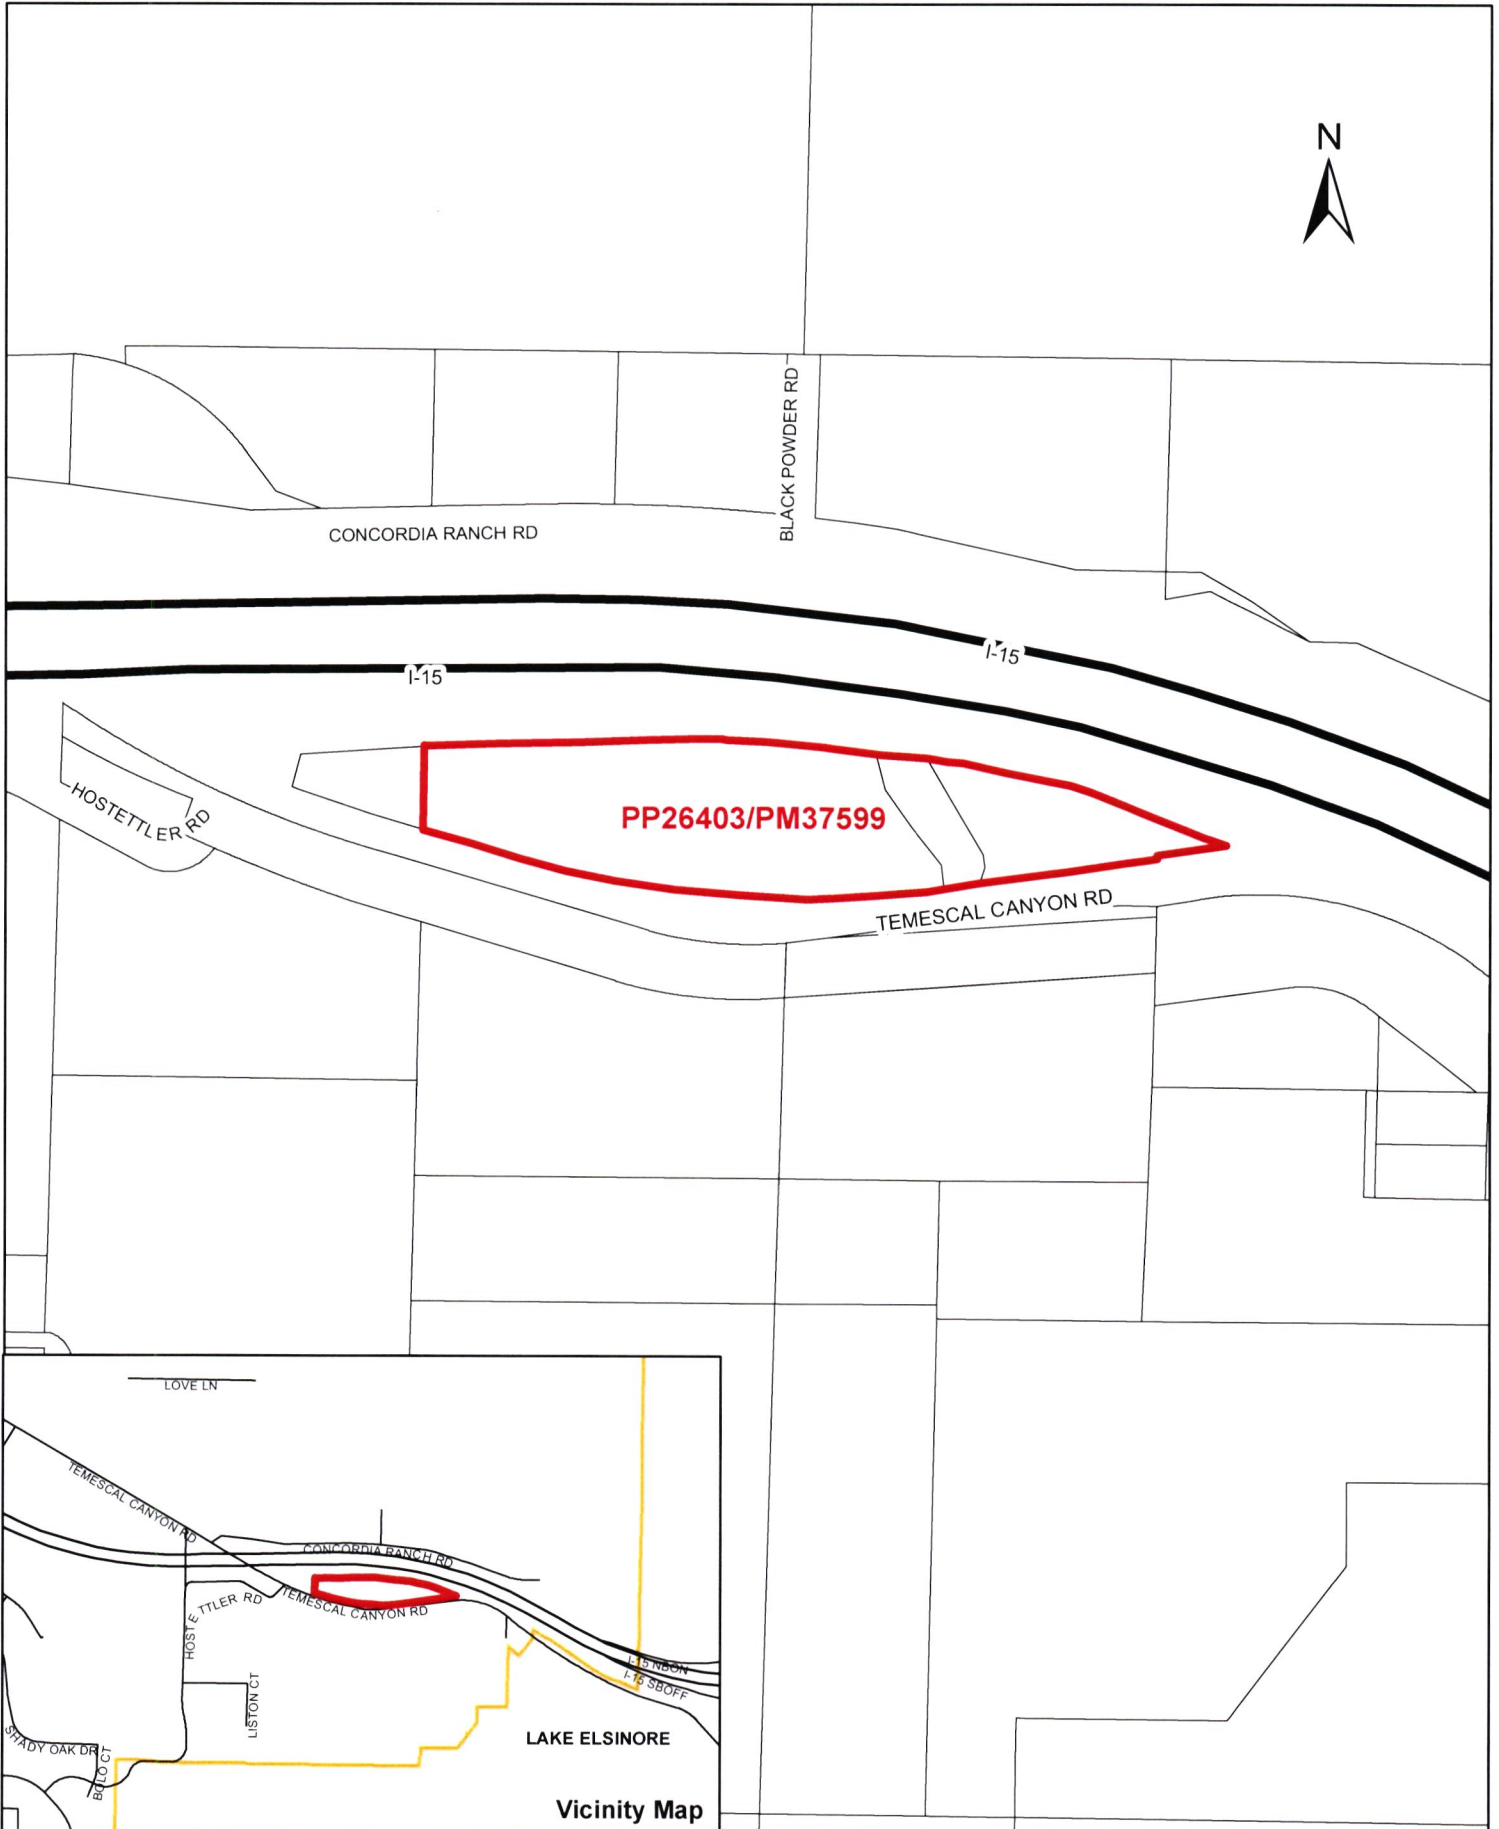 N
BLACK POWDER RD
CONCORDIA RANCH RD
I-15
I-15
HOSTETTLER RD
PP26403/PM37599
TEMESCAL CANYON RD
LOVE LN
TEMESCAL CANYON RD
CONCORDIA RANCH RD
HOSTETTLER RD
TEMESCAL CANYON RD
I-15 NBON
I-15 SBOFF
LISTON CT
SHADY OAK DR
BOLO CT
LAKE ELSINORE
Vicinity Map